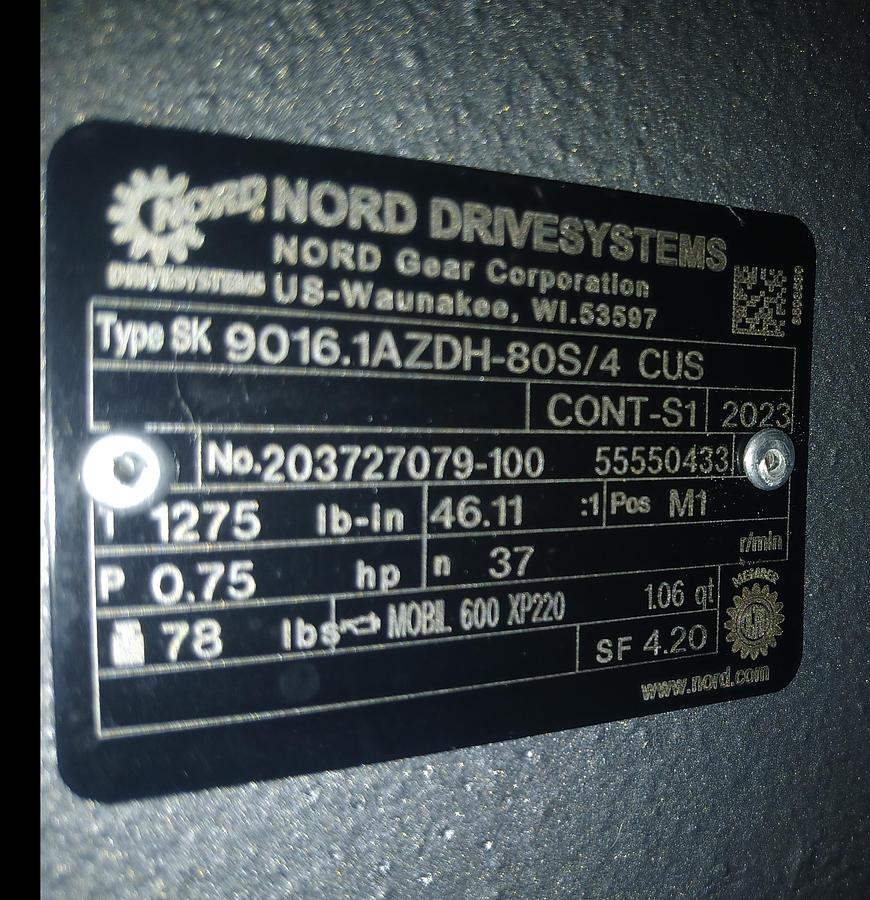 NORD
DRIVESYSTEMS
NORD DRIVESYSTEMS
NORD Gear Corporation
US-Waunakee, WI.53597
Type SK 9016.1AZDH-80S/4 CUS
CONT-S1 2023
No.203727079-100 55550433
T 1275 lb-in 46.11 :1 Pos M1
P 0.75 hp n 37 r/min
78 lbs MOBIL 600 XP220 1.06 qt
SF 4.20
MEMBER
www.nord.com